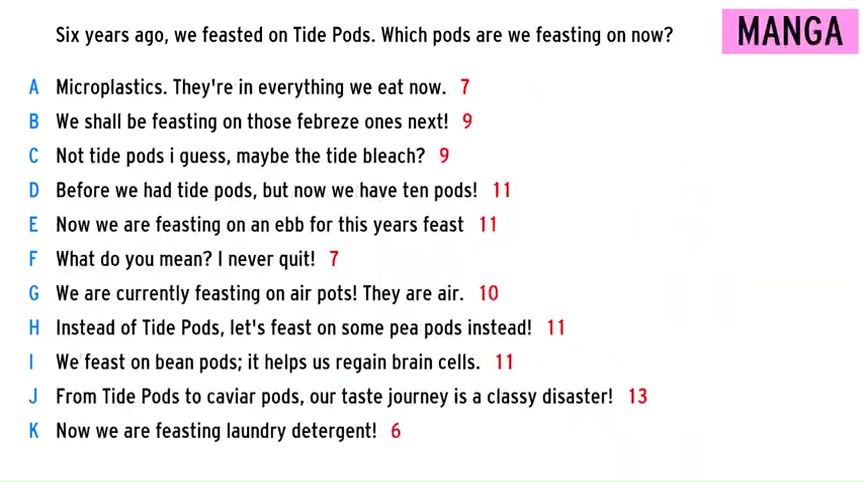 Six years ago, we feasted on Tide Pods. Which pods are we feasting on now?
MANGA
A Microplastics. They're in everything we eat now. 7
B We shall be feasting on those febreze ones next! 9
C Not tide pods i guess, maybe the tide bleach? 9
D Before we had tide pods, but now we have ten pods! 11
E Now we are feasting on an ebb for this years feast 11
F What do you mean? I never quit! 7
G We are currently feasting on air pots! They are air. 10
H Instead of Tide Pods, let's feast on some pea pods instead! 11
I We feast on bean pods; it helps us regain brain cells. 11
J From Tide Pods to caviar pods, our taste journey is a classy disaster! 13
K Now we are feasting laundry detergent! 6